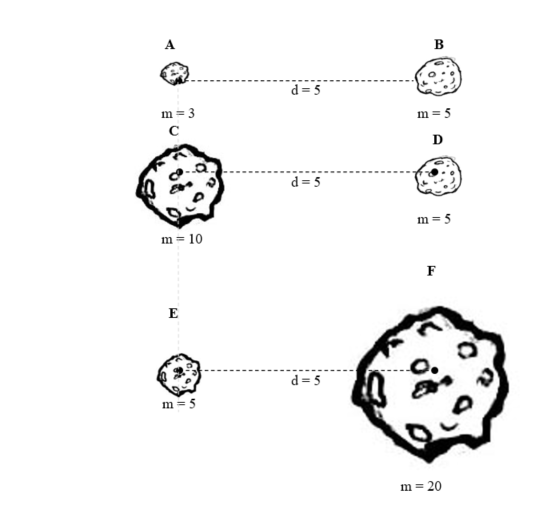 A
B
d = 5
m = 3
m = 5
C
D
d = 5
m = 5
m = 10
F
E
d = 5
m = 5
m = 20